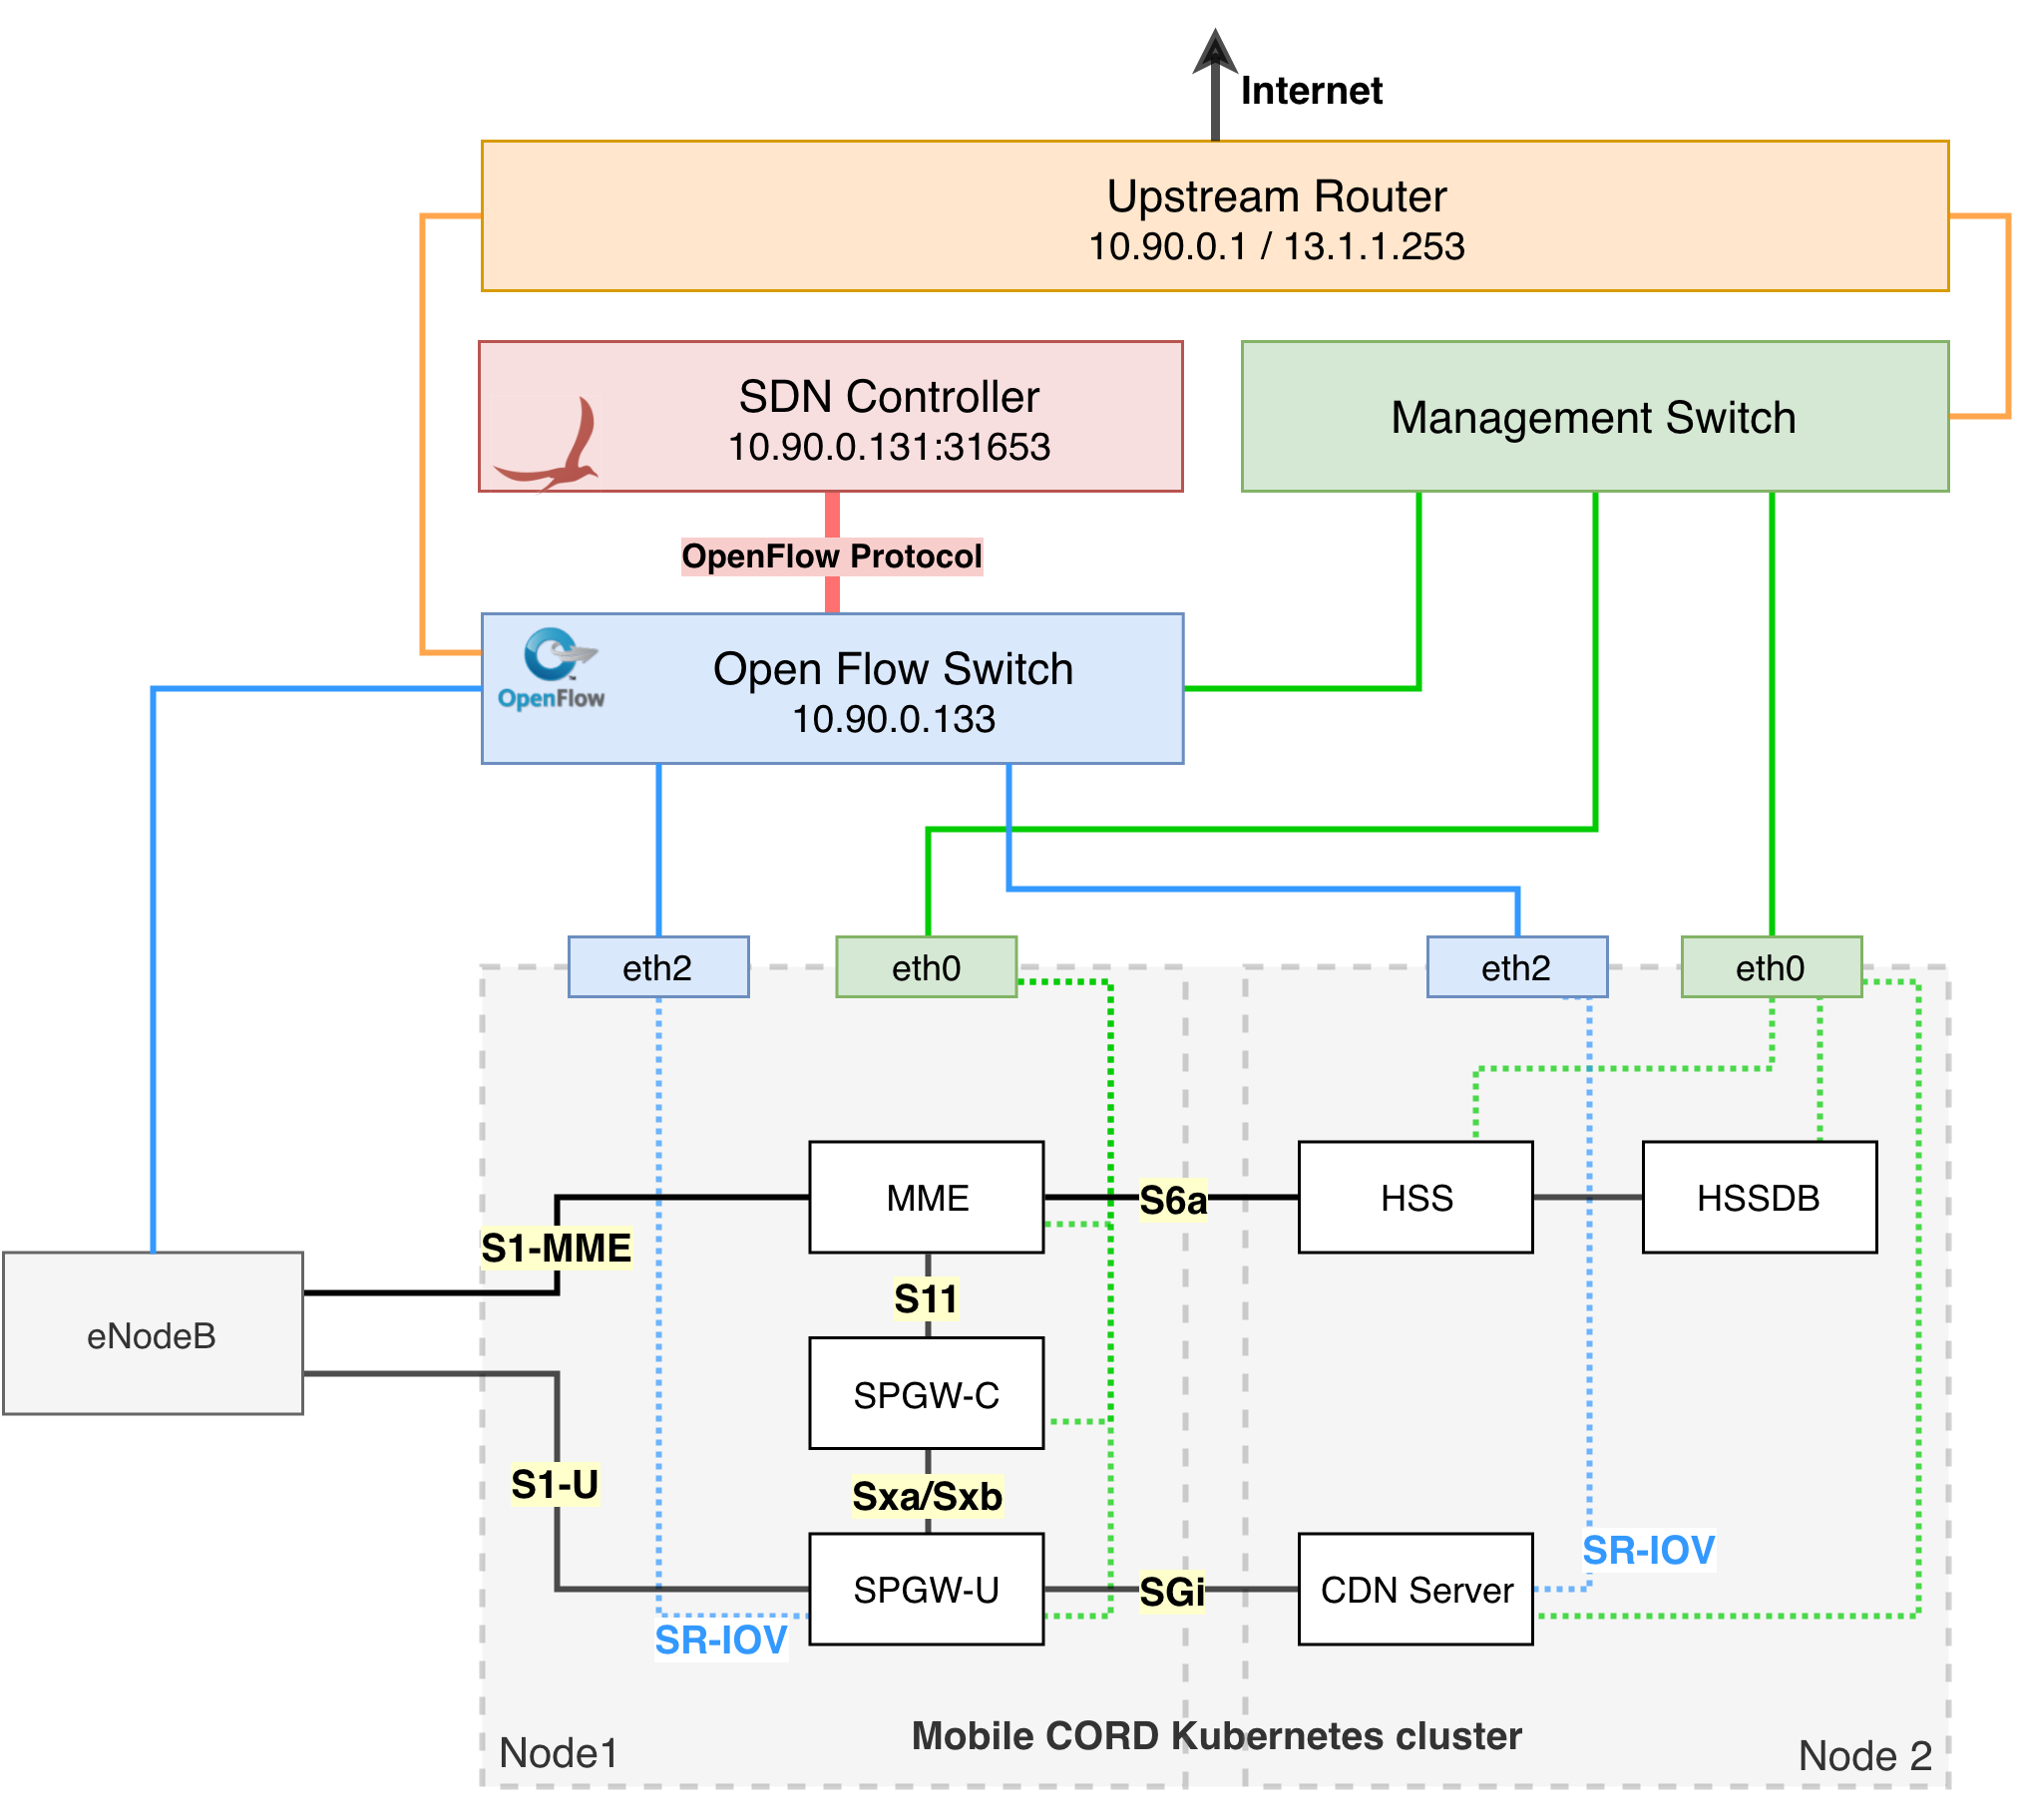 Internet
Upstream Router
10.90.0.1 / 13.1.1.253
SDN Controller
10.90.0.131:31653
Management Switch
OpenFlow Protocol
OpenFlow
™
Open Flow Switch
10.90.0.133
eth2
eth0
eth2
eth0
MME
S6a
HSS
HSSDB
S1-MME
S11
eNodeB
SPGW-C
S1-U
Sxa/Sxb
SR-IOV
SPGW-U
SGi
CDN Server
SR-IOV
Mobile CORD Kubernetes cluster
Node1
Node 2